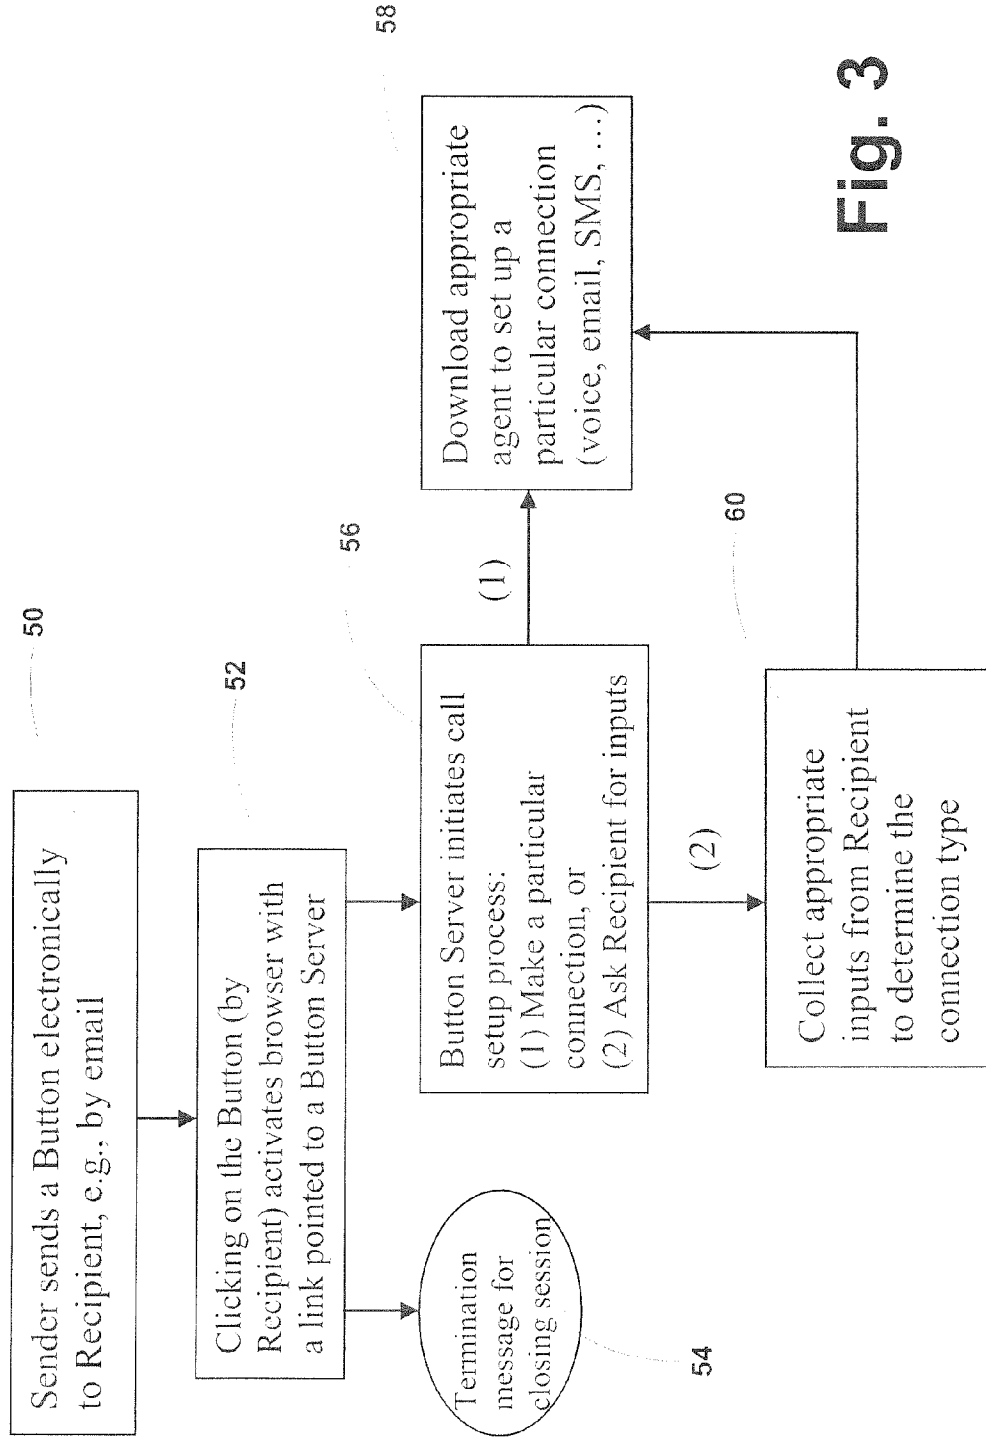 50
Sender sends a Button electronically
to Recipient, e.g., by email
52
Clicking on the Button (by
Recipient) activates browser with
a link pointed to a Button Server
54
Termination
message for
closing session
56
Button Server initiates call
setup process:
(1) Make a particular
connection, or
(2) Ask Recipient for inputs
(1)
58
Download appropriate
agent to set up a
particular connection
(voice, email, SMS, …)
(2)
60
Collect appropriate
inputs from Recipient
to determine the
connection type
Fig. 3